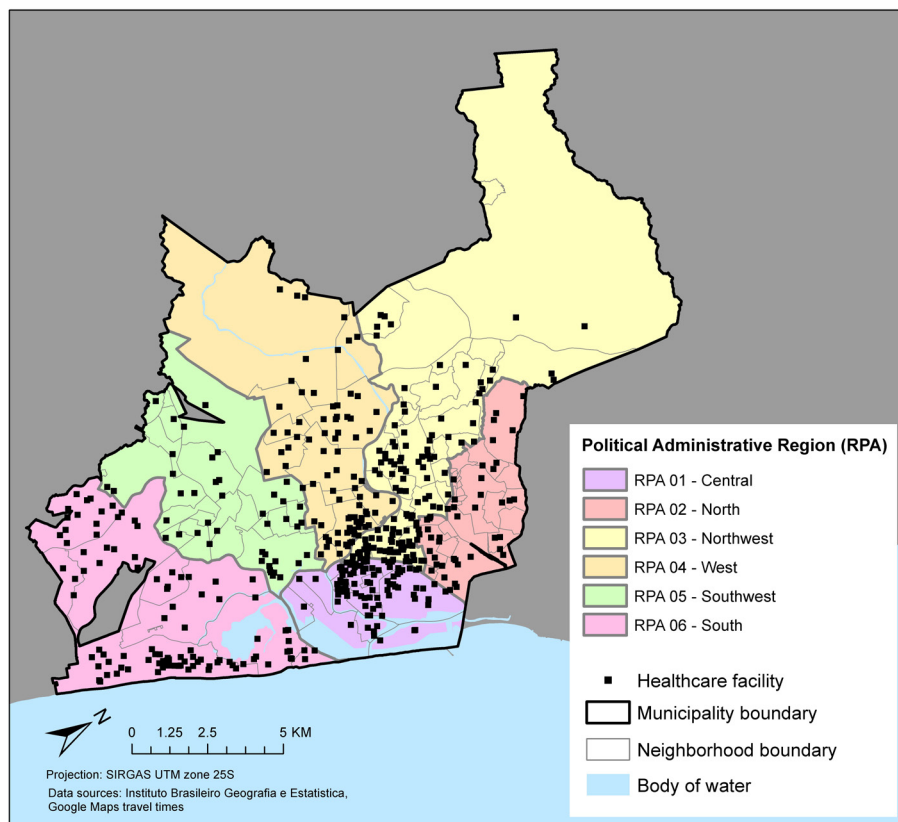 Political Administrative Region (RPA)
RPA 01 - Central
RPA 02 - North
RPA 03 - Northwest
RPA 04 - West
RPA 05 - Southwest
RPA 06 - South
Healthcare facility
Municipality boundary
Neighborhood boundary
Body of water
N
0 1.25 2.5 5 KM
Projection: SIRGAS UTM zone 25S
Data sources: Instituto Brasileiro Geografia e Estatistica,
Google Maps travel times